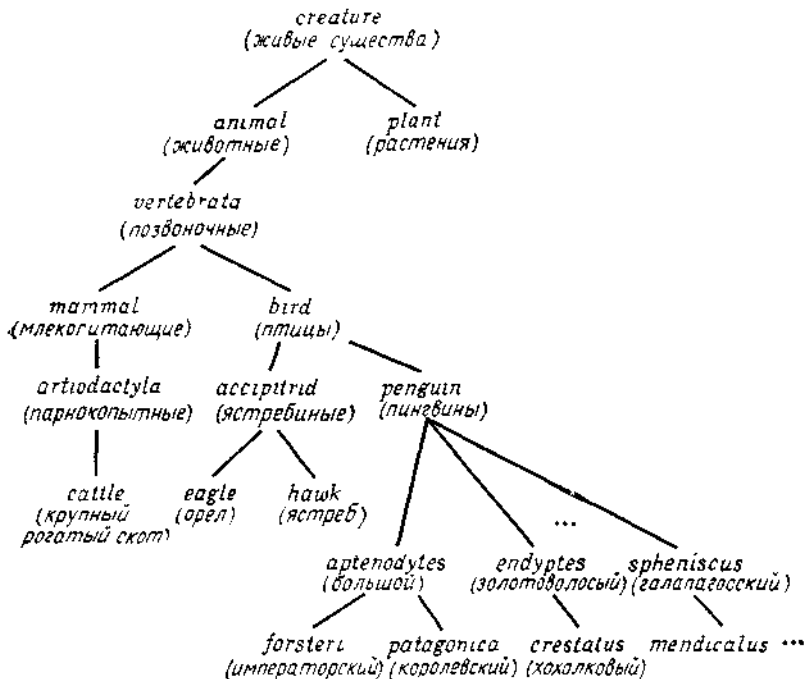 creature
(живые существа)
animal plant
(животные) (растения)
vertebrata
(позвоночные)
mammal bird
(млекопитающие) (птицы)
artiodactyla accipitrid penguin
(парнокопытные) (ястребиные) (пингвины)
cattle eagle hawk
(крупный (орел) (ястреб)
рогатый скот)
...
aptenodytes endyptes spheniscus
(большой) (золотоволосый) (галапагосский)
forsteri patagonica crestatus mendicalus ...
(императорский) (королевский) (хохалковый)